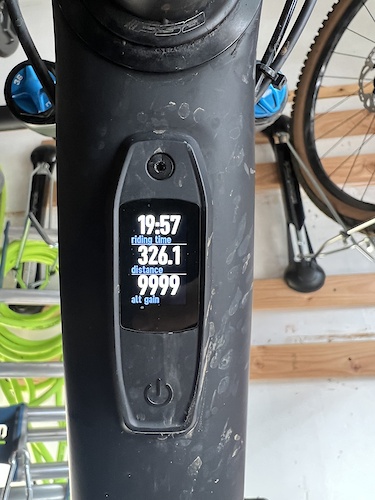 19:57
riding time
326.1
distance
9999
alt gain